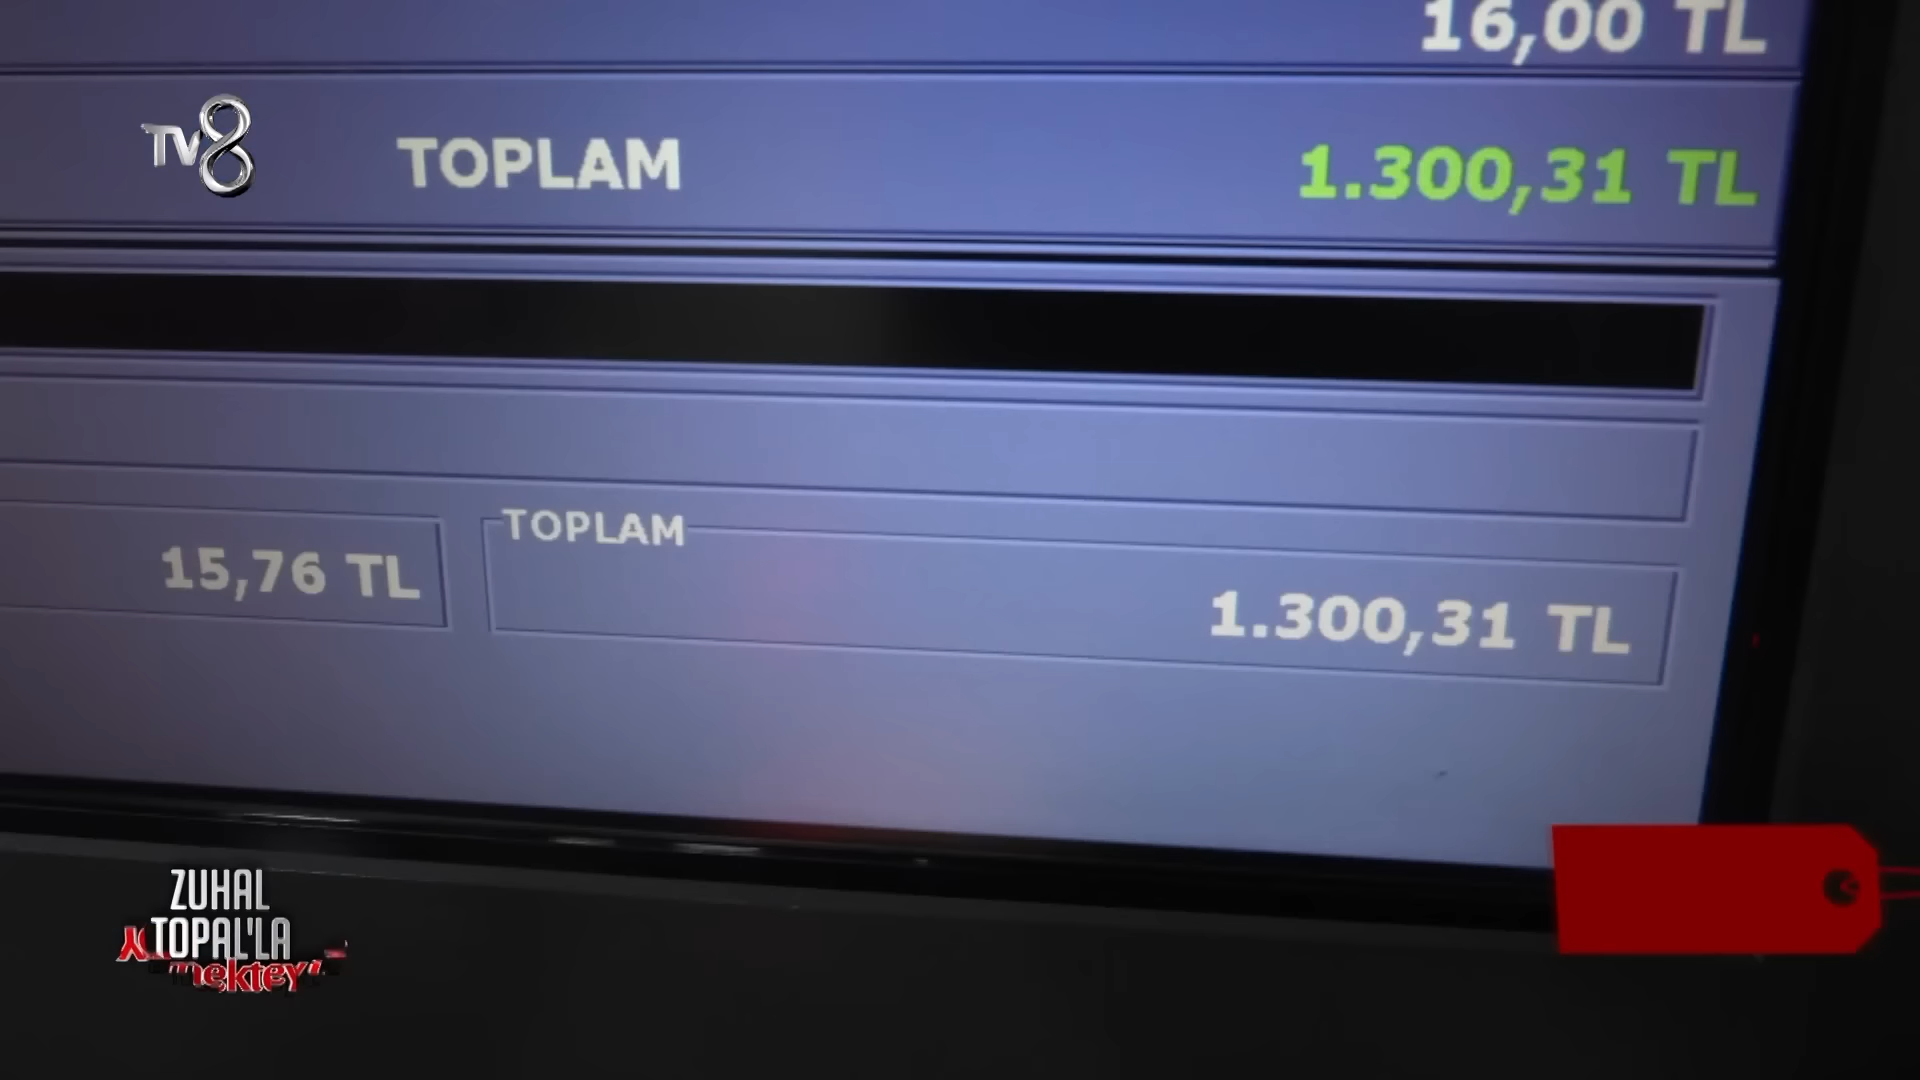 16,00 TL
TV8
TOPLAM 1.300,31 TL
TOPLAM
15,76 TL 1.300,31 TL
ZUHAL
TOPAL'LA